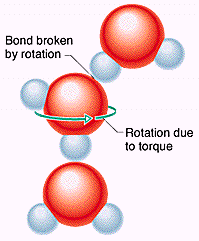 Bond broken
by rotation
Rotation due
to torque